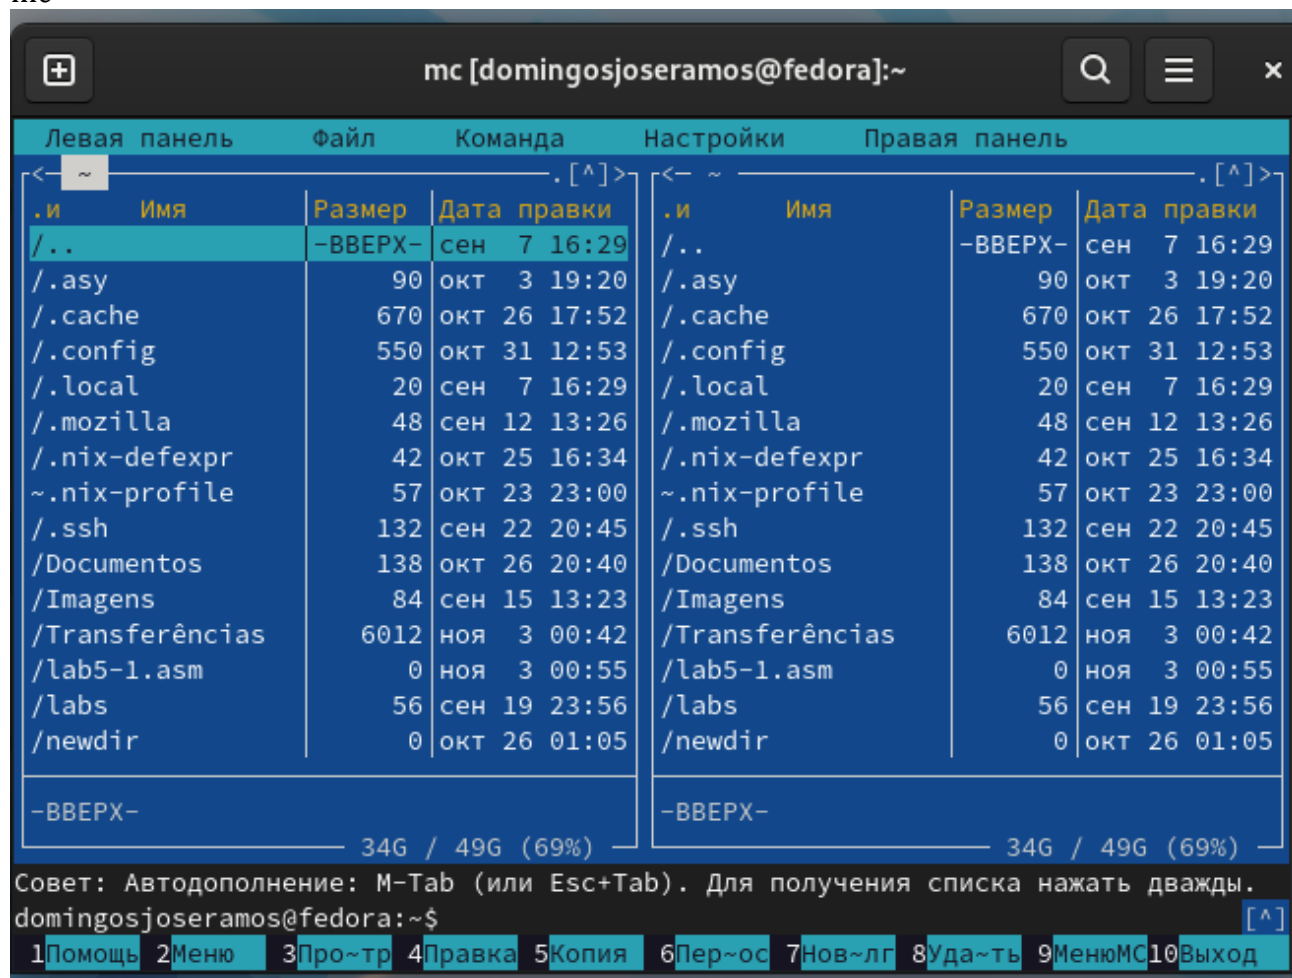 mc [domingosjoseramos@fedora]:~
Левая панель Файл Команда Настройки Правая панель
<─ ~ ─.[^]> <─ ~ ─.[^]>
.и Имя Размер Дата правки .и Имя Размер Дата правки
/.. -ВВЕРХ- сен 7 16:29 /.. -ВВЕРХ- сен 7 16:29
/.asy 90 окт 3 19:20 /.asy 90 окт 3 19:20
/.cache 670 окт 26 17:52 /.cache 670 окт 26 17:52
/.config 550 окт 31 12:53 /.config 550 окт 31 12:53
/.local 20 сен 7 16:29 /.local 20 сен 7 16:29
/.mozilla 48 сен 12 13:26 /.mozilla 48 сен 12 13:26
/.nix-defexpr 42 окт 25 16:34 /.nix-defexpr 42 окт 25 16:34
~.nix-profile 57 окт 23 23:00 ~.nix-profile 57 окт 23 23:00
/.ssh 132 сен 22 20:45 /.ssh 132 сен 22 20:45
/Documentos 138 окт 26 20:40 /Documentos 138 окт 26 20:40
/Imagens 84 сен 15 13:23 /Imagens 84 сен 15 13:23
/Transferências 6012 ноя 3 00:42 /Transferências 6012 ноя 3 00:42
/lab5-1.asm 0 ноя 3 00:55 /lab5-1.asm 0 ноя 3 00:55
/labs 56 сен 19 23:56 /labs 56 сен 19 23:56
/newdir 0 окт 26 01:05 /newdir 0 окт 26 01:05
-ВВЕРХ- -ВВЕРХ-
34G / 49G (69%) 34G / 49G (69%)
Совет: Автодополнение: M-Tab (или Esc+Tab). Для получения списка нажать дважды.
domingosjoseramos@fedora:~$ [^]
1Помощь 2Меню 3Про~тр 4Правка 5Копия 6Пер~ос 7Нов~лг 8Уда~ть 9МенюМС 10Выход